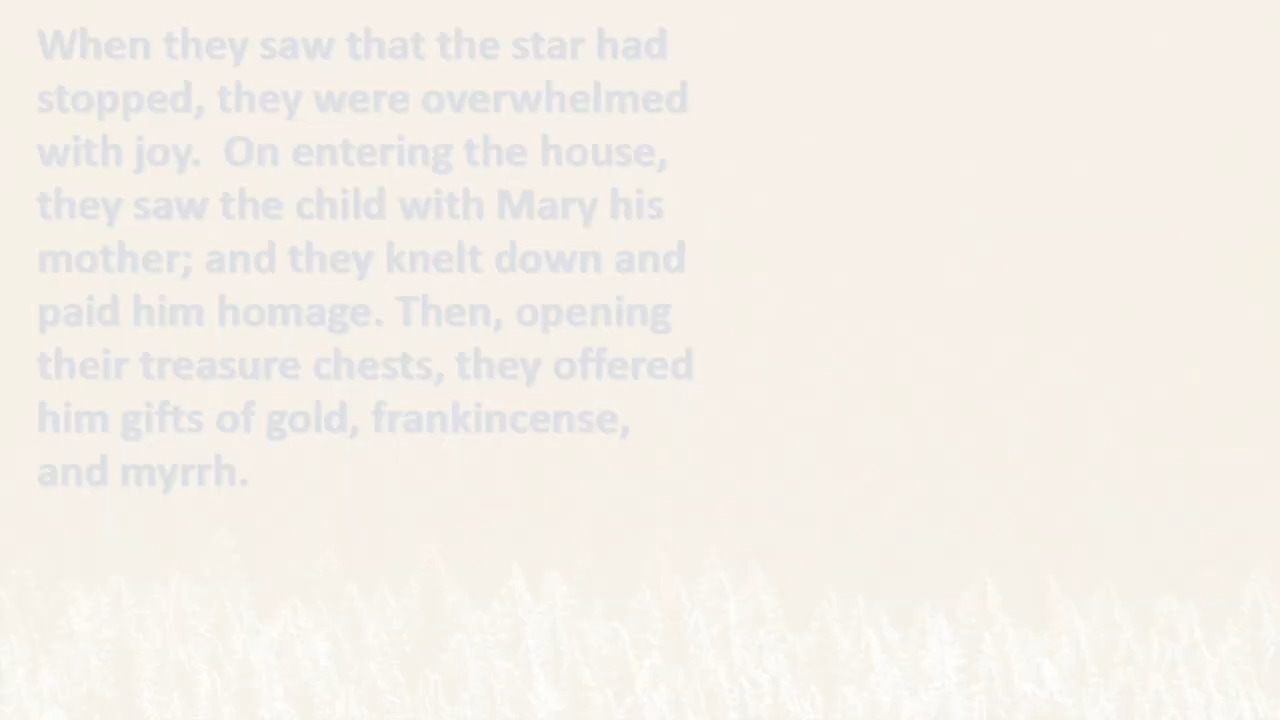 When they saw that the star had
stopped, they were overwhelmed
with joy.  On entering the house,
they saw the child with Mary his
mother; and they knelt down and
paid him homage. Then, opening
their treasure chests, they offered
him gifts of gold, frankincense,
and myrrh.